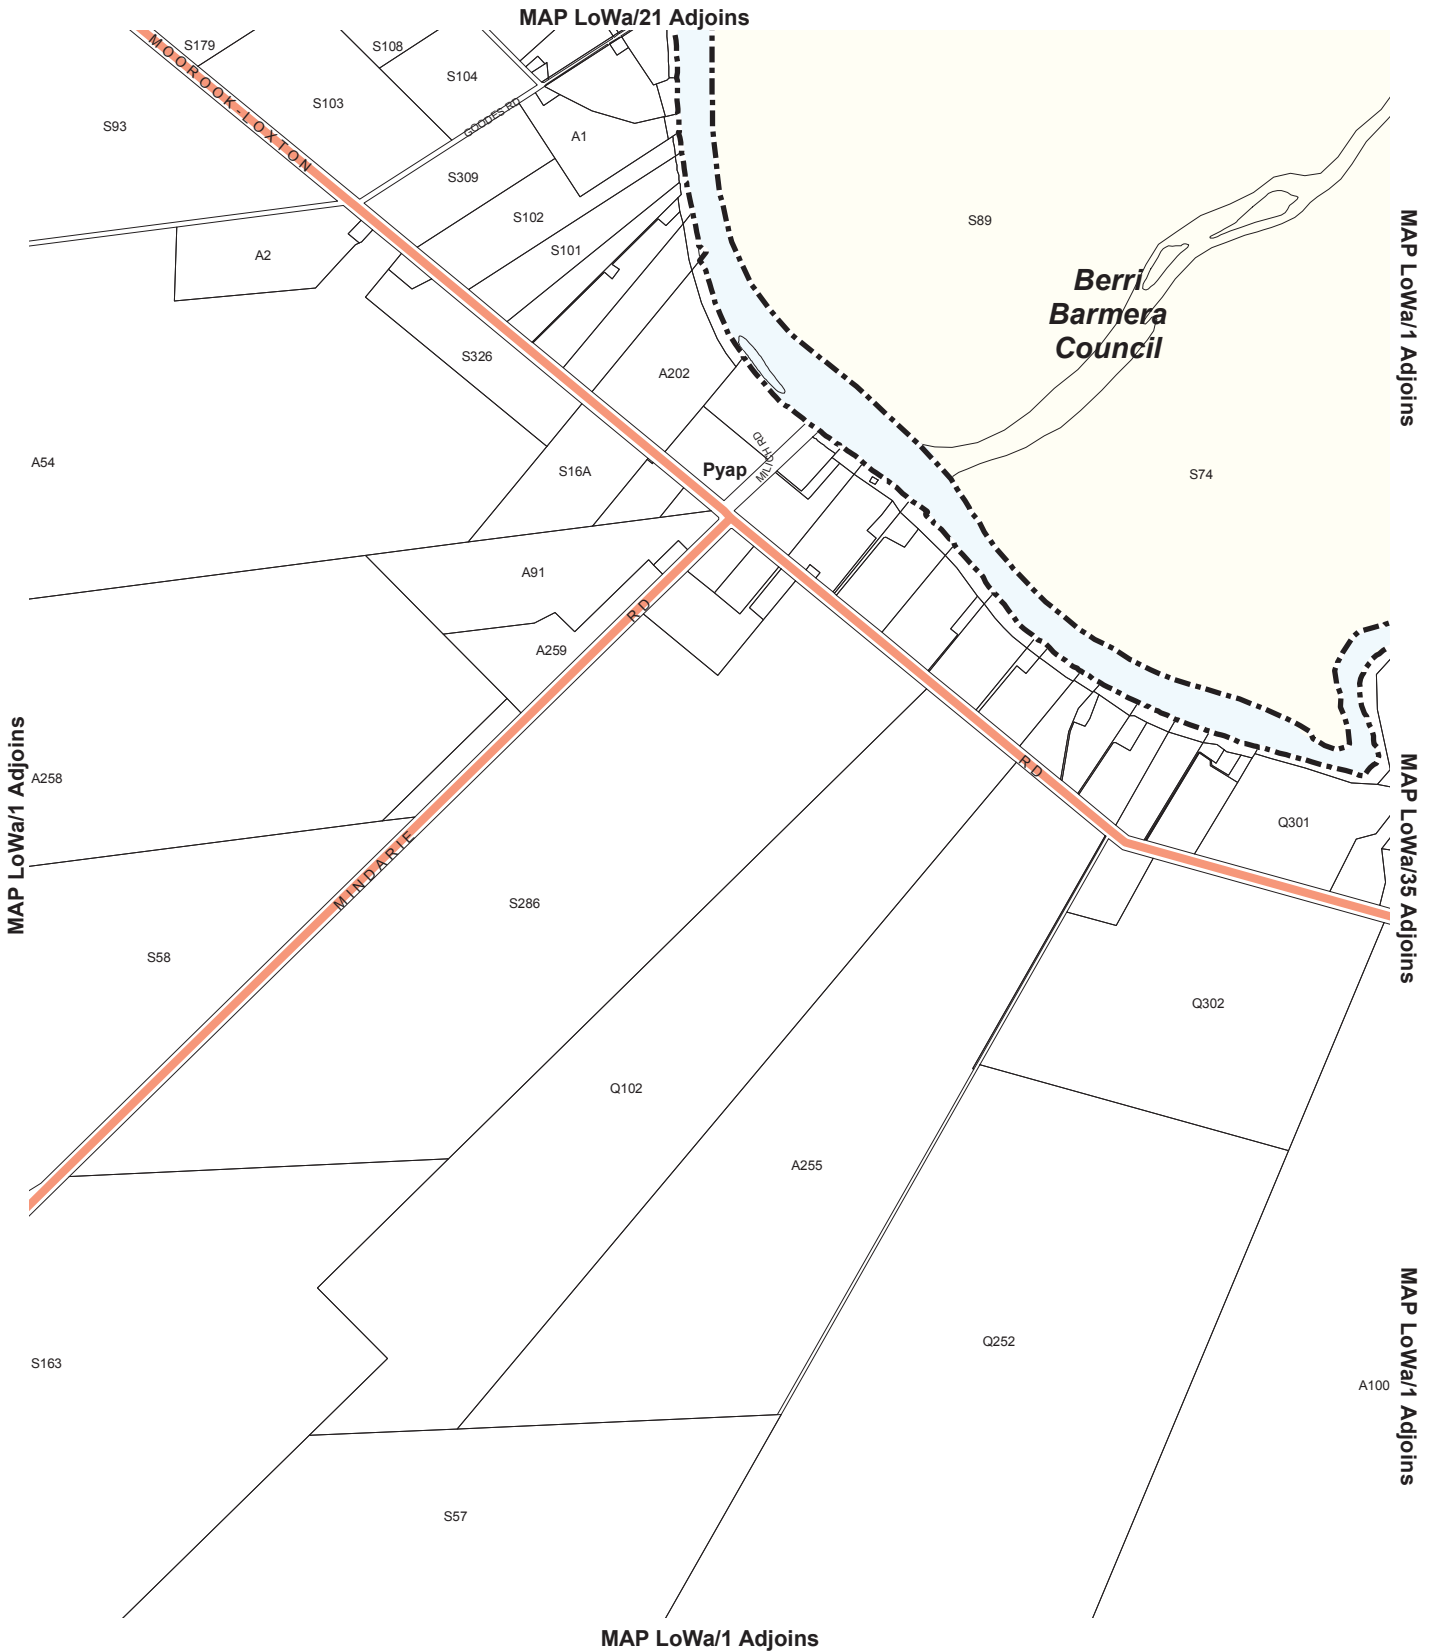 MAP LoWa/21 Adjoins
MOOROOK-LOXTON
S179
S108
S104
S103
GOODES RD
S93
A1
S309
S102
S89
S101
A2
MAP LoWa/1 Adjoins
Berri
Barmera
Council
S326
A202
MILICH RD
A54
S16A
Pyap
S74
A91
RD
A259
MAP LoWa/1 Adjoins
A258
RD
MAP LoWa/35 Adjoins
Q301
MINDARIE
S286
S58
Q302
Q102
A255
MAP LoWa/1 Adjoins
Q252
S163
A100
S57
MAP LoWa/1 Adjoins